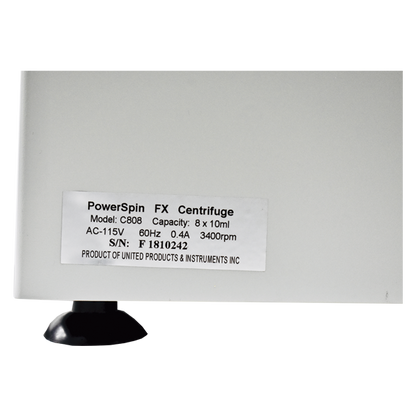 PowerSpin FX Centrifuge
Model: C808 Capacity: 8 x 10ml
AC-115V 60Hz 0.4A 3400rpm
S/N: F 1810242
PRODUCT OF UNITED PRODUCTS & INSTRUMENTS INC